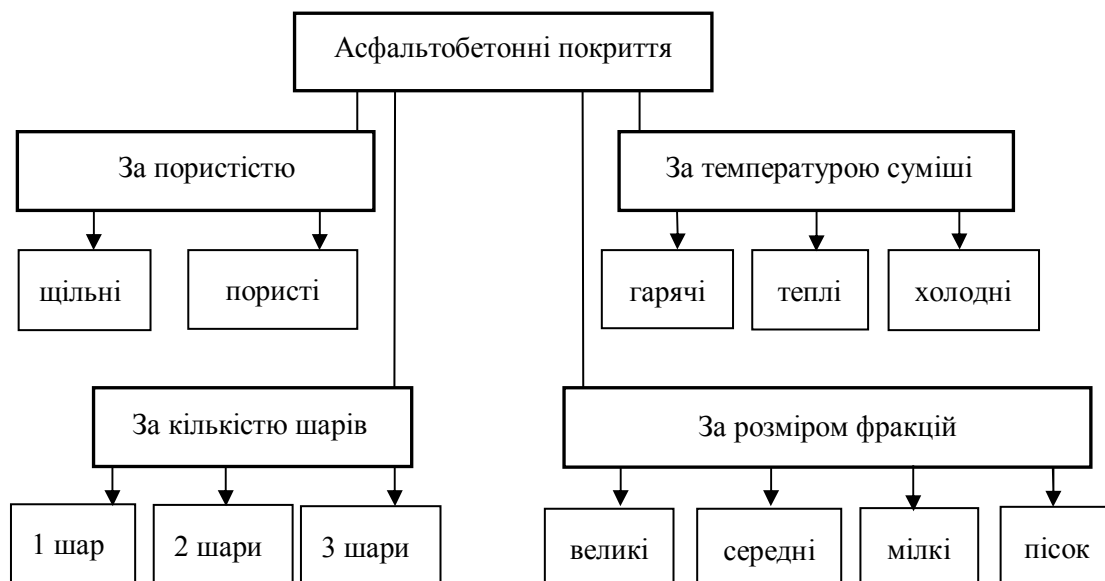 Асфальтобетонні покриття
За пористістю
За температурою суміші
щільні
пористі
гарячі
теплі
холодні
За кількістю шарів
За розміром фракцій
1 шар
2 шари
3 шари
великі
середні
мілкі
пісок